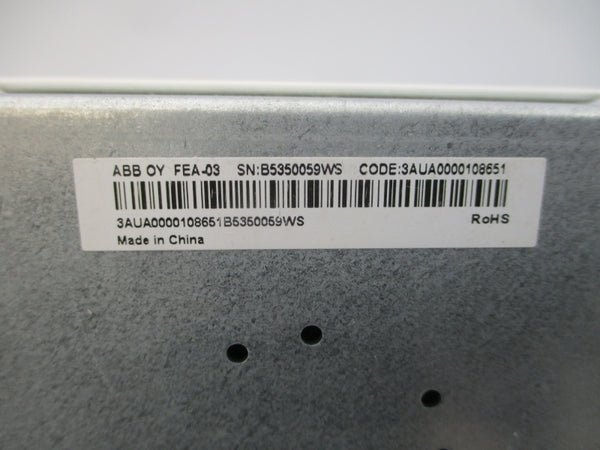 ABB OY FEA-03 SN:B5350059WS CODE:3AUA0000108651
3AUA0000108651B5350059WS RoHS
Made in China